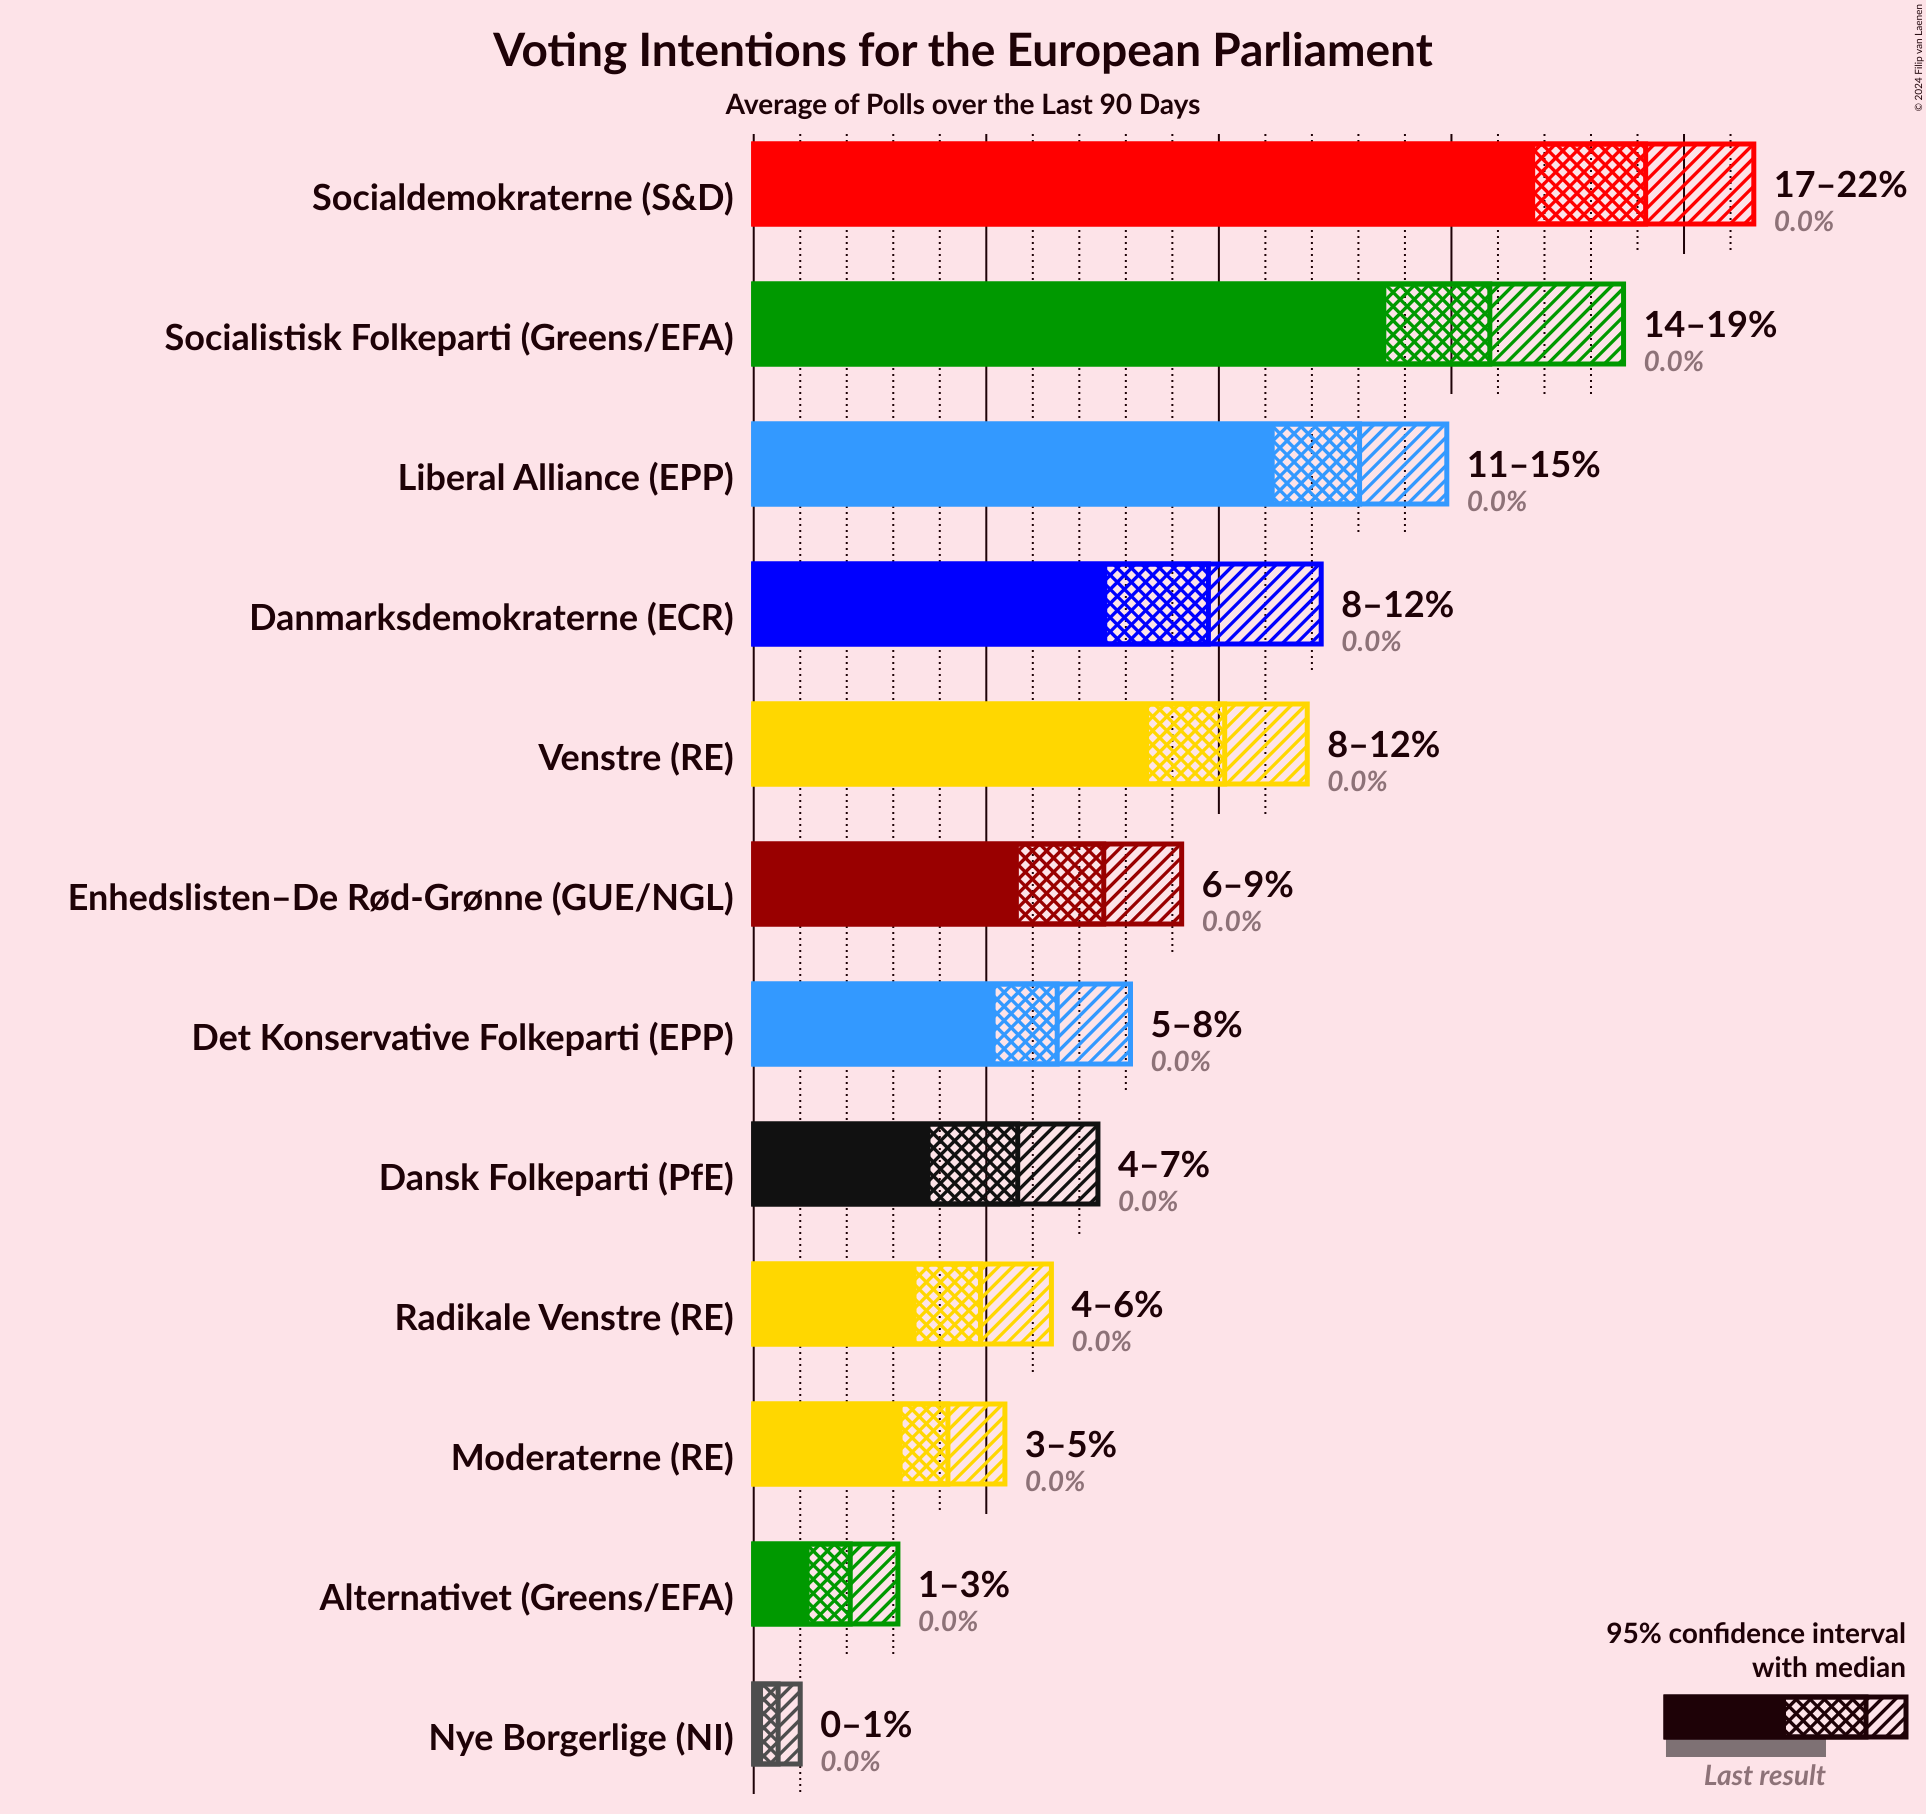 Voting Intentions for the European Parliament
Average of Polls over the Last 90 Days
© 2024 Filip van Laenen
Socialdemokraterne (S&D)
17–22%
0.0%
Socialistisk Folkeparti (Greens/EFA)
14–19%
0.0%
Liberal Alliance (EPP)
11–15%
0.0%
Danmarksdemokraterne (ECR)
8–12%
0.0%
Venstre (RE)
8–12%
0.0%
Enhedslisten–De Rød-Grønne (GUE/NGL)
6–9%
0.0%
Det Konservative Folkeparti (EPP)
5–8%
0.0%
Dansk Folkeparti (PfE)
4–7%
0.0%
Radikale Venstre (RE)
4–6%
0.0%
Moderaterne (RE)
3–5%
0.0%
Alternativet (Greens/EFA)
1–3%
0.0%
Nye Borgerlige (NI)
0–1%
0.0%
95% confidence interval
with median
Last result